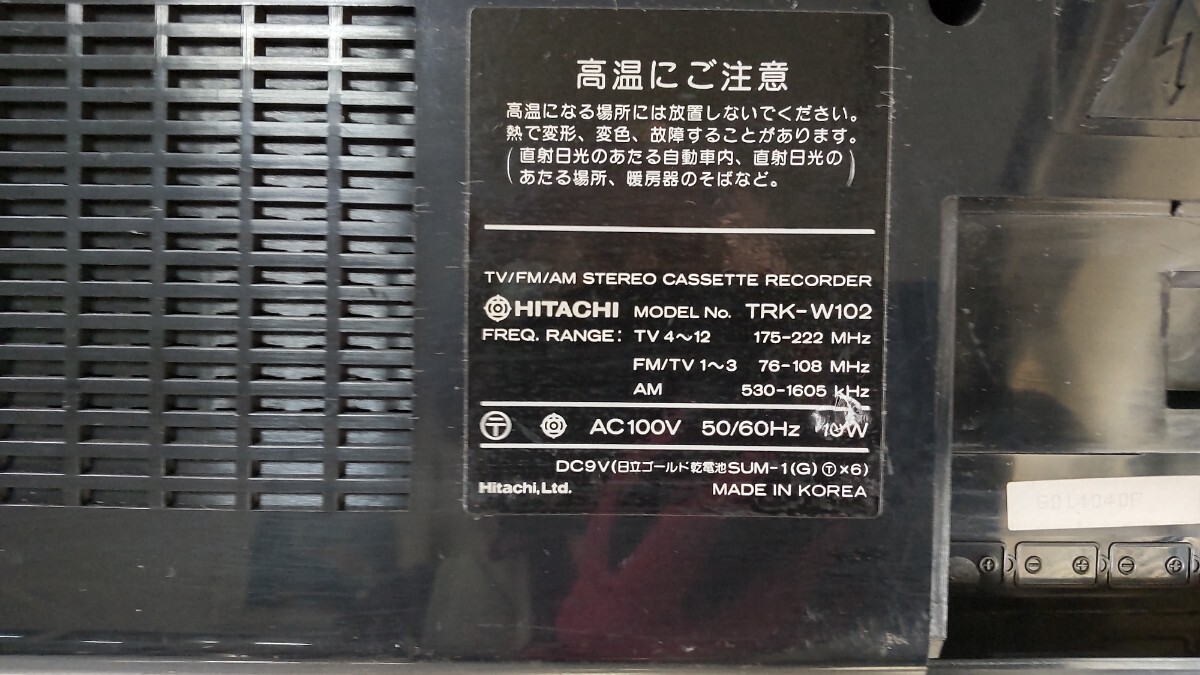 高温にご注意
高温になる場所には放置しないでください。
熱で変形、変色、故障することがあります。
(直射日光のあたる自動車内、直射日光の
あたる場所、暖房器のそばなど。)
TV/FM/AM STEREO CASSETTE RECORDER
HITACHI MODEL No. TRK-W102
FREQ. RANGE: TV 4〜12 175-222 MHz
FM/TV 1〜3 76-108 MHz
AM 530-1605 kHz
〒 AC100V 50/60Hz
DC9V(日立ゴールド乾電池SUM-1(G)Ⓣ×6)
Hitachi, Ltd. MADE IN KOREA